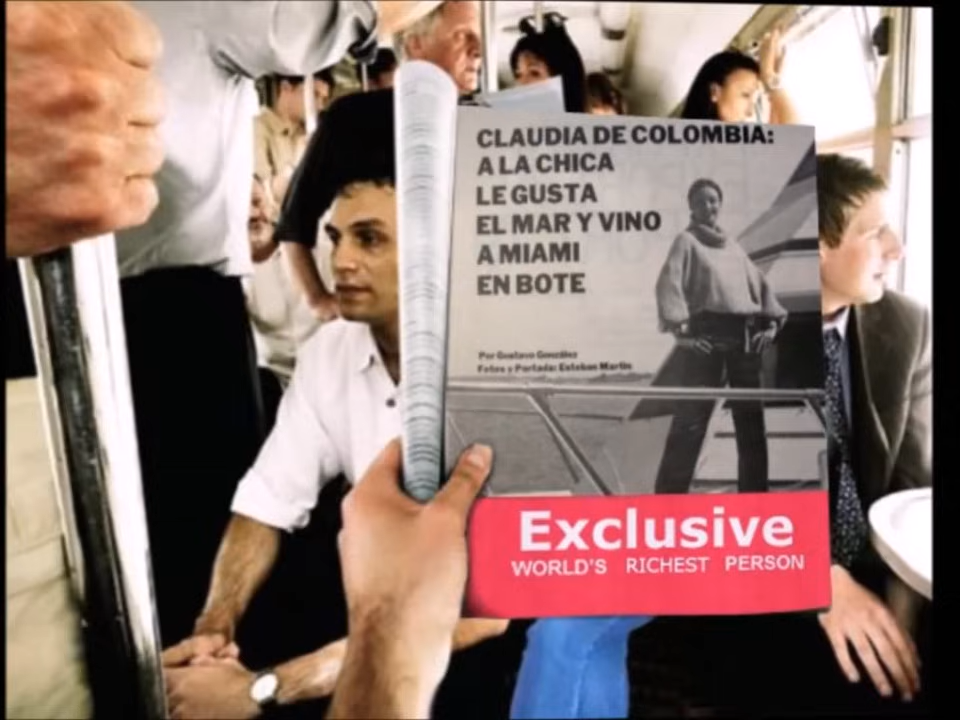 CLAUDIA DE COLOMBIA:
A LA CHICA
LE GUSTA
EL MAR Y VINO
A MIAMI
EN BOTE
Por Gustavo González
Fotos y Portada: Esteban Martin
Exclusive
WORLD'S RICHEST PERSON